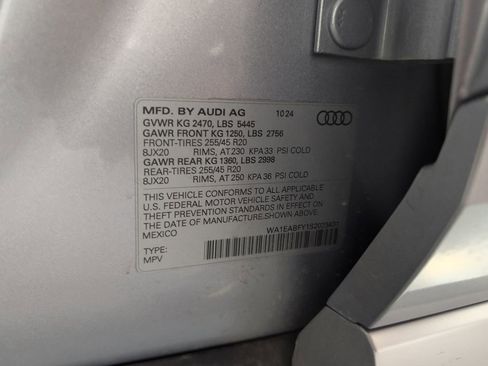 MFD. BY AUDI AG 10 24
GVWR KG 2470, LBS 5445
GAWR FRONT KG 1250, LBS 2756
FRONT-TIRES 255/45 R20
8JX20 RIMS, AT 230 KPA 33 PSI COLD
GAWR REAR KG 1360, LBS 2998
REAR-TIRES 255/45 R20
8JX20 RIMS, AT 250 KPA 36 PSI COLD
THIS VEHICLE CONFORMS TO ALL APPLICABLE
U.S. FEDERAL MOTOR VEHICLE SAFETY AND
THEFT PREVENTION STANDARDS IN EFFECT ON
THE DATE OF MANUFACTURE.SHOWN ABOVE.
MEXICO
TYPE:
MPV